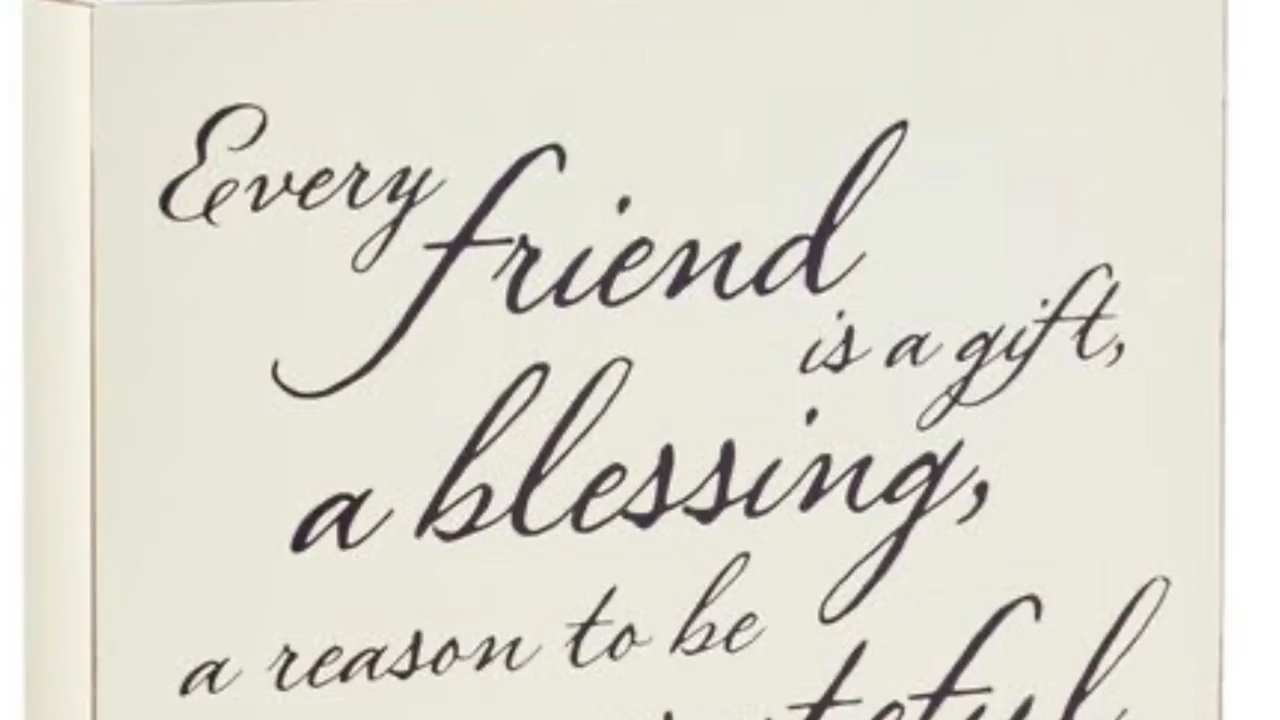 Every
friend
is a gift,
a blessing,
a reason to be